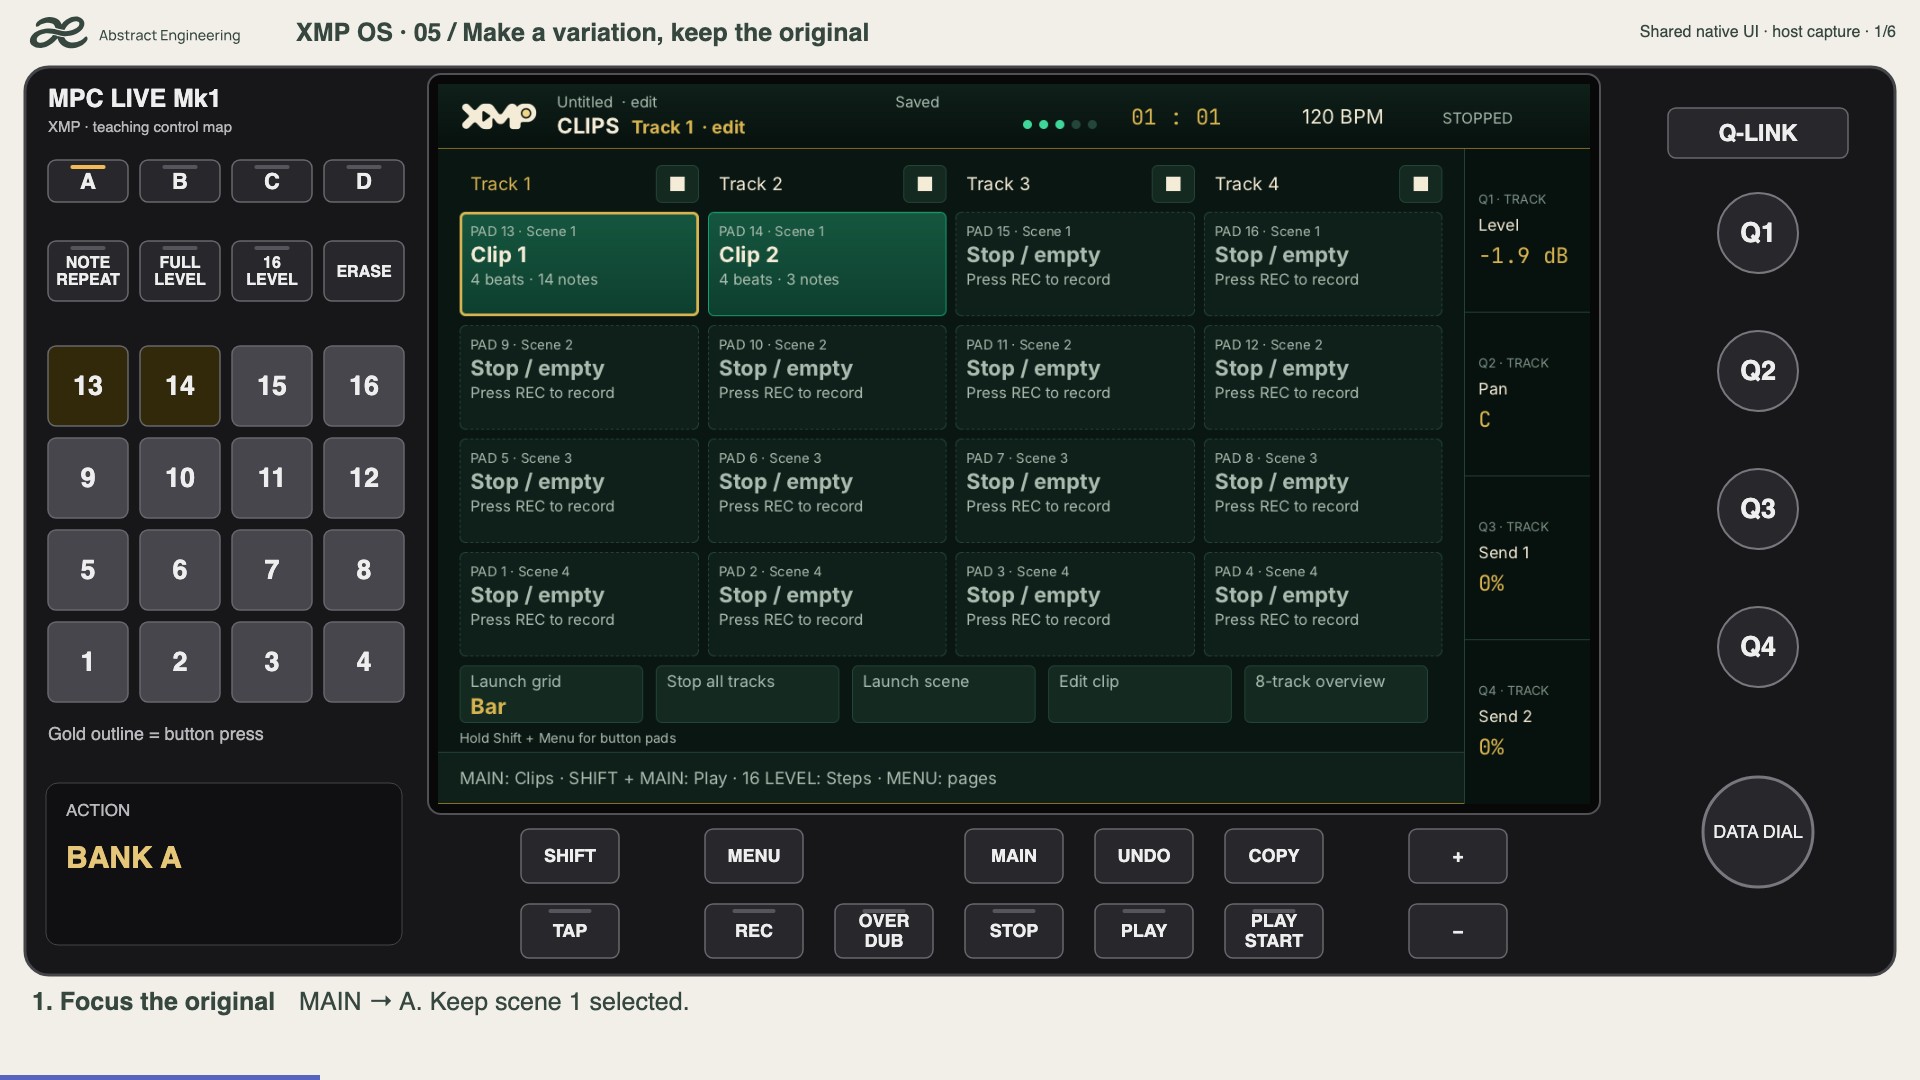 Abstract Engineering
XMP OS · 05 / Make a variation, keep the original
Shared native UI · host capture · 1/6
MPC LIVE Mk1
XMP · teaching control map
A
B
C
D
NOTE REPEAT
FULL LEVEL
16 LEVEL
ERASE
13
14
15
16
9
10
11
12
5
6
7
8
1
2
3
4
Gold outline = button press
ACTION
BANK A
XMP
Untitled · edit
CLIPS Track 1 · edit
Saved
01 : 01
120 BPM
STOPPED
Track 1
Track 2
Track 3
Track 4
PAD 13 · Scene 1
Clip 1
4 beats · 14 notes
PAD 14 · Scene 1
Clip 2
4 beats · 3 notes
PAD 15 · Scene 1
Stop / empty
Press REC to record
PAD 16 · Scene 1
Stop / empty
Press REC to record
PAD 9 · Scene 2
Stop / empty
Press REC to record
PAD 10 · Scene 2
Stop / empty
Press REC to record
PAD 11 · Scene 2
Stop / empty
Press REC to record
PAD 12 · Scene 2
Stop / empty
Press REC to record
PAD 5 · Scene 3
Stop / empty
Press REC to record
PAD 6 · Scene 3
Stop / empty
Press REC to record
PAD 7 · Scene 3
Stop / empty
Press REC to record
PAD 8 · Scene 3
Stop / empty
Press REC to record
PAD 1 · Scene 4
Stop / empty
Press REC to record
PAD 2 · Scene 4
Stop / empty
Press REC to record
PAD 3 · Scene 4
Stop / empty
Press REC to record
PAD 4 · Scene 4
Stop / empty
Press REC to record
Launch grid
Bar
Stop all tracks
Launch scene
Edit clip
8-track overview
Hold Shift + Menu for button pads
MAIN: Clips · SHIFT + MAIN: Play · 16 LEVEL: Steps · MENU: pages
Q1 · TRACK
Level
-1.9 dB
Q2 · TRACK
Pan
C
Q3 · TRACK
Send 1
0%
Q4 · TRACK
Send 2
0%
Q-LINK
Q1
Q2
Q3
Q4
DATA DIAL
SHIFT
MENU
MAIN
UNDO
COPY
+
TAP
REC
OVER DUB
STOP
PLAY
PLAY START
−
1. Focus the original MAIN → A. Keep scene 1 selected.